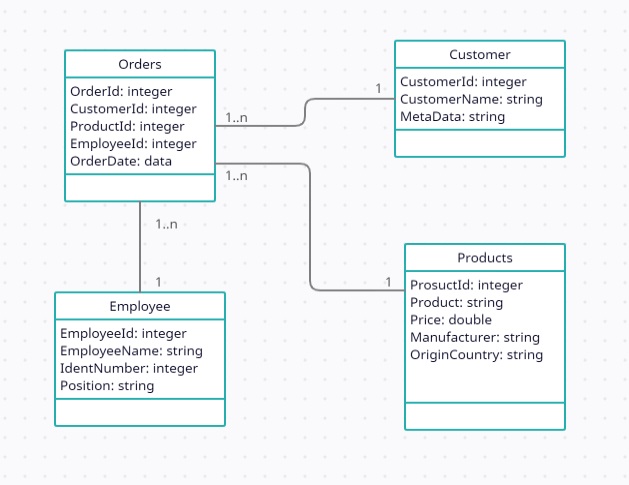 Orders
OrderId: integer
CustomerId: integer
ProductId: integer
EmployeeId: integer
OrderDate: data
1..n
1
Customer
CustomerId: integer
CustomerName: string
MetaData: string
1..n
1
Products
ProsuctId: integer
Product: string
Price: double
Manufacturer: string
OriginCountry: string
1..n
1
Employee
EmployeeId: integer
EmployeeName: string
IdentNumber: integer
Position: string